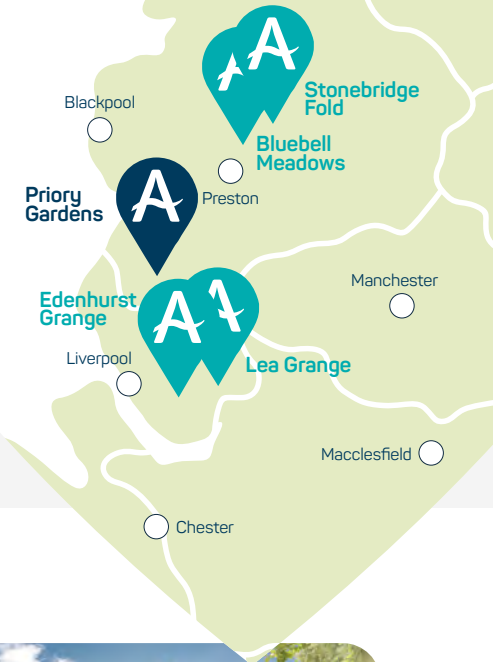 Stonebridge
Fold
Blackpool
Bluebell
Meadows
Priory
Gardens
Preston
Manchester
Edenhurst
Grange
Liverpool
Lea Grange
Macclesfield
Chester